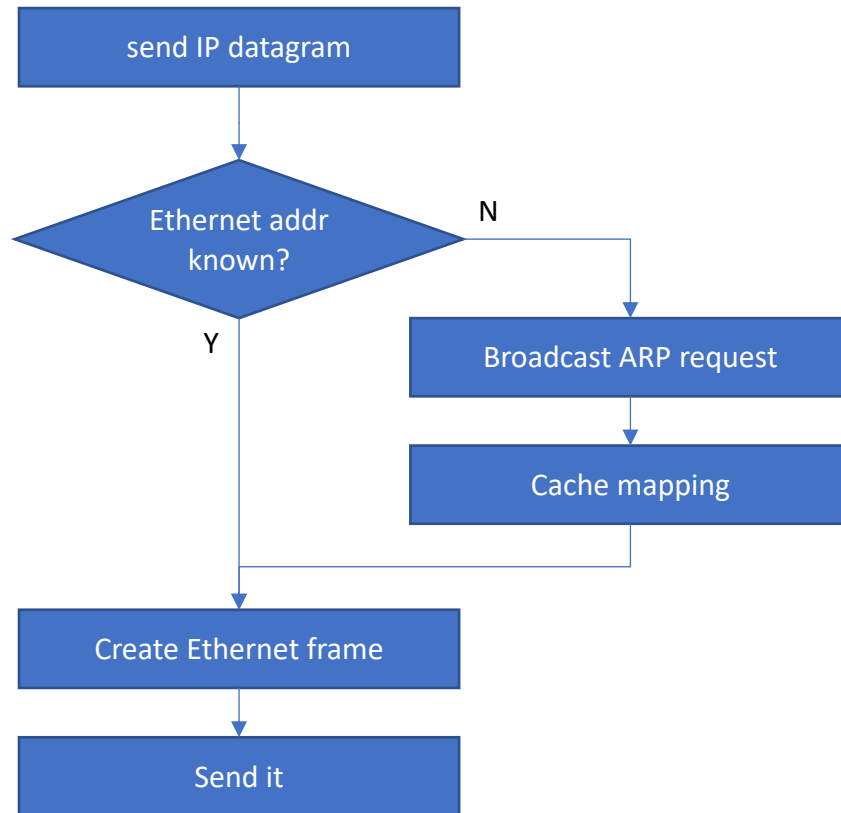 send IP datagram
Ethernet addr
known?
N
Y
Broadcast ARP request
Cache mapping
Create Ethernet frame
Send it